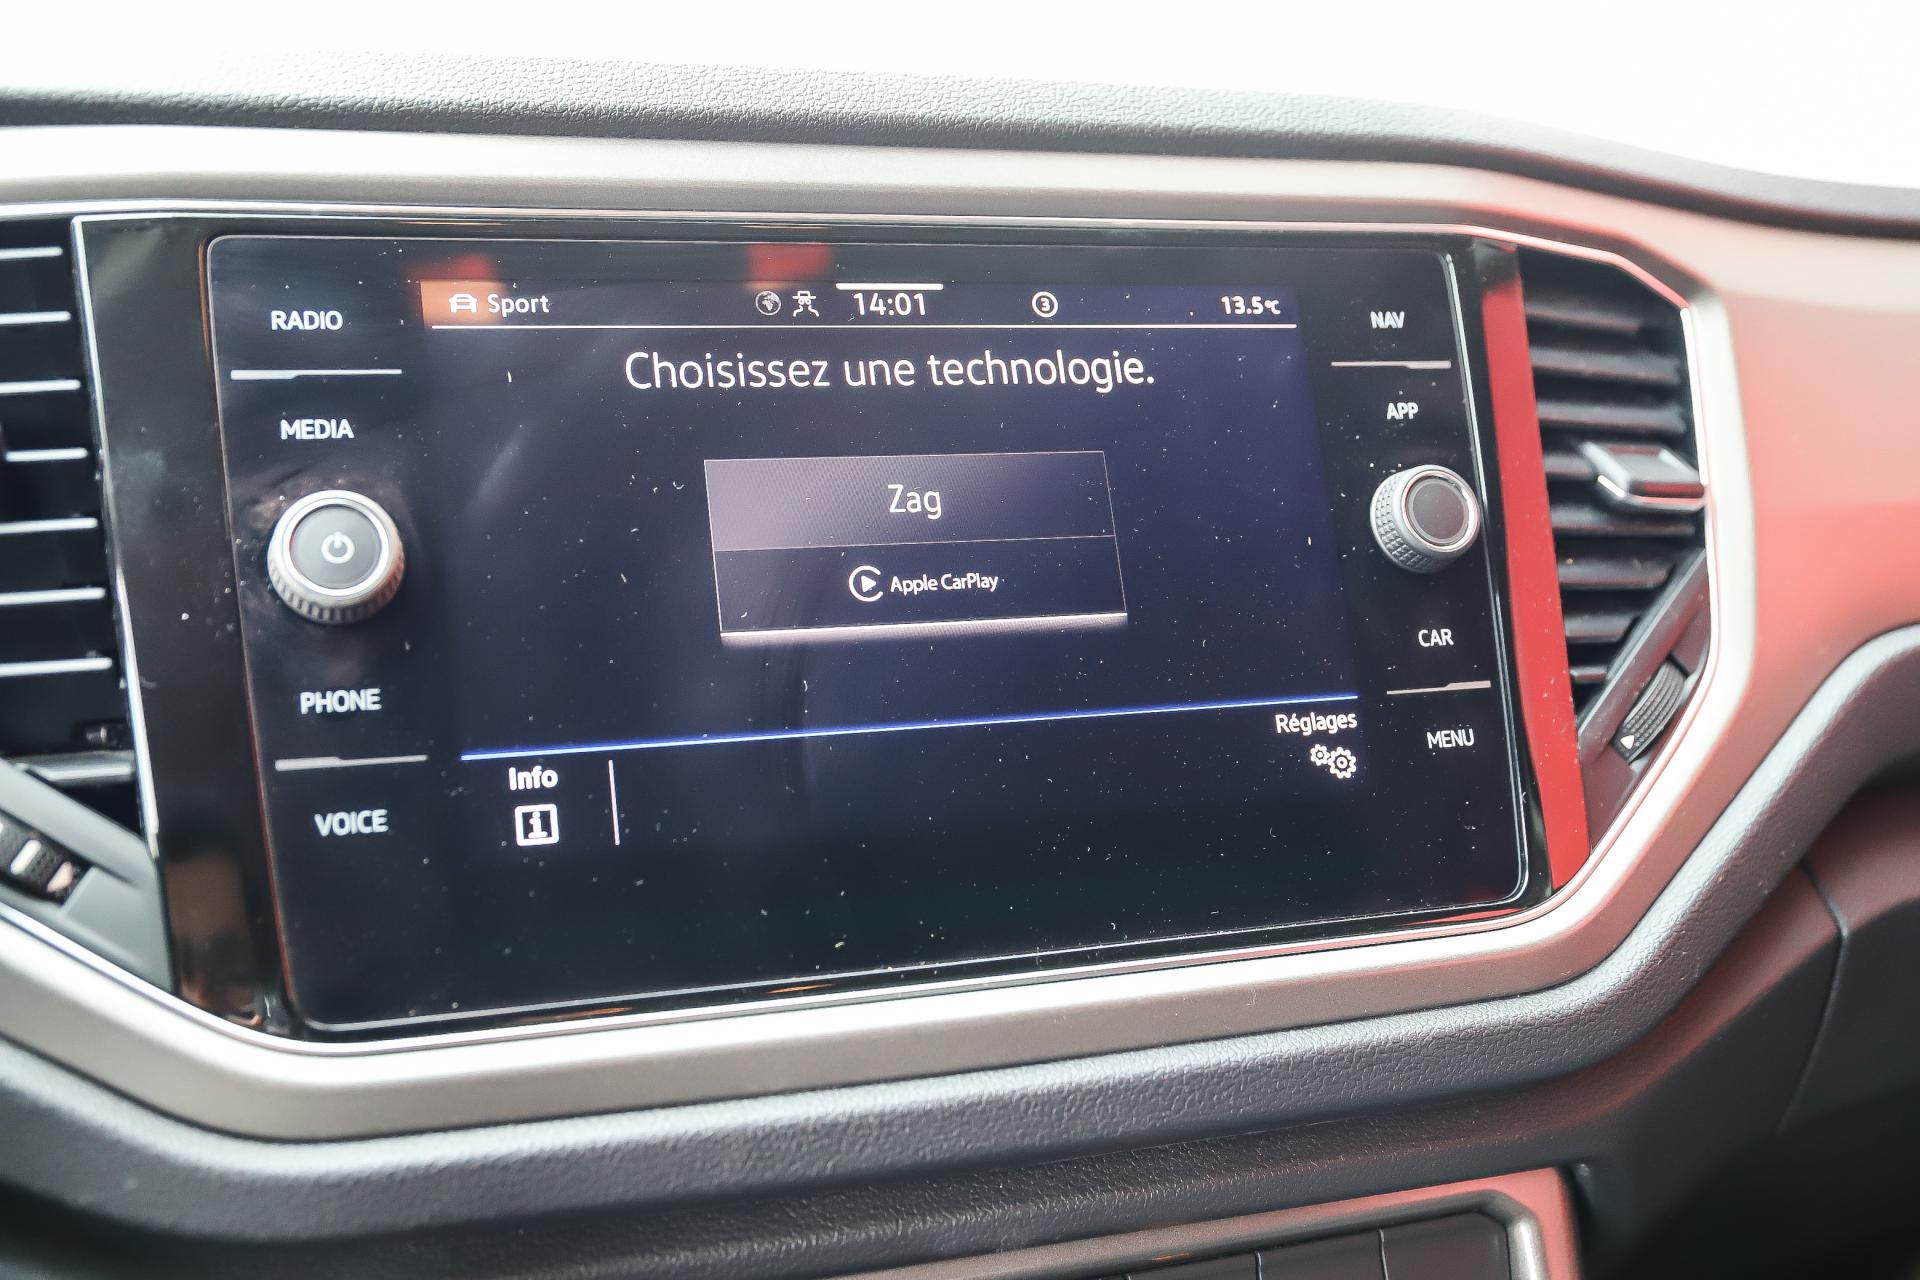 RADIO
MEDIA
PHONE
VOICE
Sport
14:01
3
13.5°C
Choisissez une technologie.
Zag
Apple CarPlay
Réglages
Info
i
NAV
APP
CAR
MENU